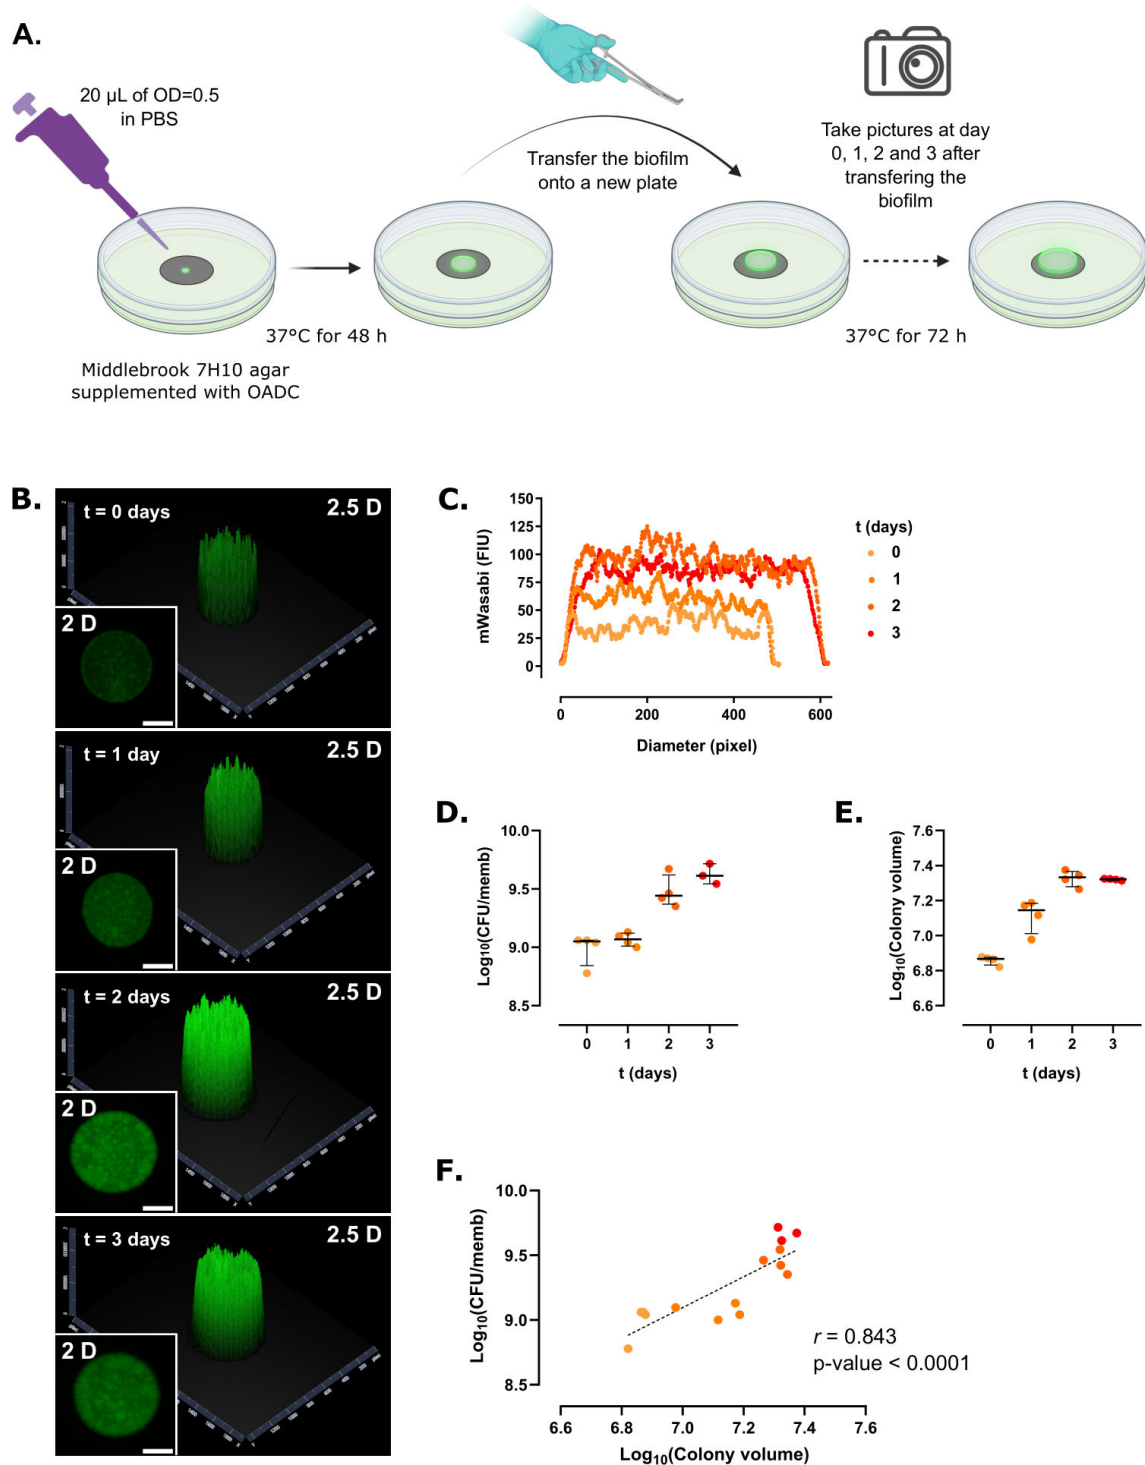 A.
20 µL of OD=0.5
in PBS
Transfer the biofilm
onto a new plate
Take pictures at day
0, 1, 2 and 3 after
transfering the
biofilm
37°C for 48 h
37°C for 72 h
Middlebrook 7H10 agar
supplemented with OADC
B.
t = 0 days
2.5 D
2 D
t = 1 day
2.5 D
2 D
t = 2 days
2.5 D
2 D
t = 3 days
2.5 D
2 D
C.
150
125
100
75
50
25
0
mWasabi (FIU)
0
200
400
600
Diameter (pixel)
t (days)
0
1
2
3
D.
10.0
9.5
9.0
8.5
Log10(CFU/memb)
0
1
2
3
t (days)
E.
7.6
7.4
7.2
7.0
6.8
6.6
Log10(Colony volume)
0
1
2
3
t (days)
F.
10.0
9.5
9.0
8.5
Log10(CFU/memb)
r = 0.843
p-value < 0.0001
6.6
6.8
7.0
7.2
7.4
7.6
Log10(Colony volume)